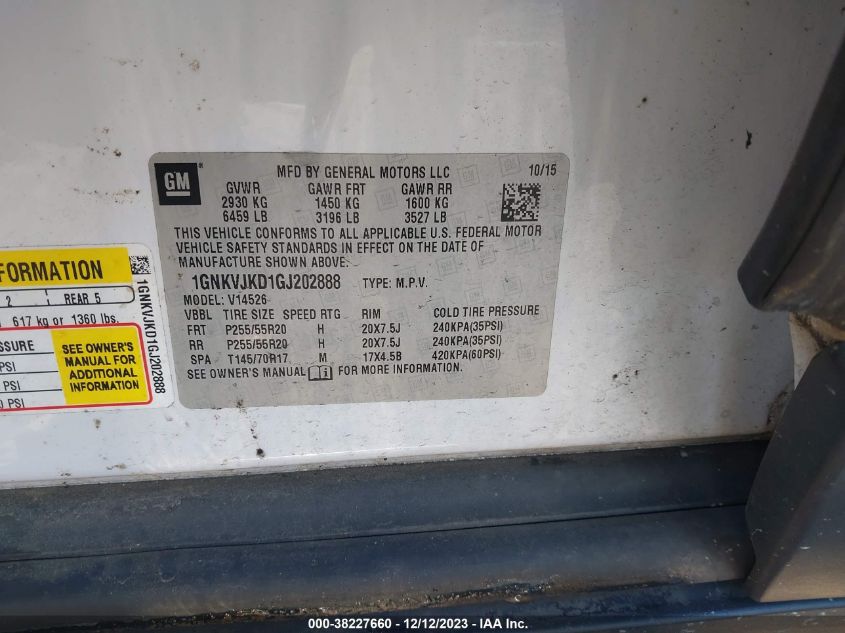 GM
MFD BY GENERAL MOTORS LLC 10/15
GVWR GAWR FRT GAWR RR
2930 KG 1450 KG 1600 KG
6459 LB 3196 LB 3527 LB
THIS VEHICLE CONFORMS TO ALL APPLICABLE U.S. FEDERAL MOTOR
VEHICLE SAFETY STANDARDS IN EFFECT ON THE DATE OF
MANUFACTURE SHOWN ABOVE.
1GNKVJKD1GJ202888 TYPE: M.P.V.
MODEL: V14526
VBBL TIRE SIZE SPEED RTG RIM COLD TIRE PRESSURE
FRT P255/55R20 H 20X7.5J 240KPA(35PSI)
RR P255/55R20 H 20X7.5J 240KPA(35PSI)
SPA T145/70R17 M 17X4.5B 420KPA(60PSI)
SEE OWNER'S MANUAL FOR MORE INFORMATION.
FORMATION
2 REAR 5
617 kg or 1360 lbs.
SSURE
PSI
PSI
0 PSI
SEE OWNER'S
MANUAL FOR
ADDITIONAL
INFORMATION
1GNKVJKD1GJ202888
000-38227660 - 12/12/2023 - IAA Inc.